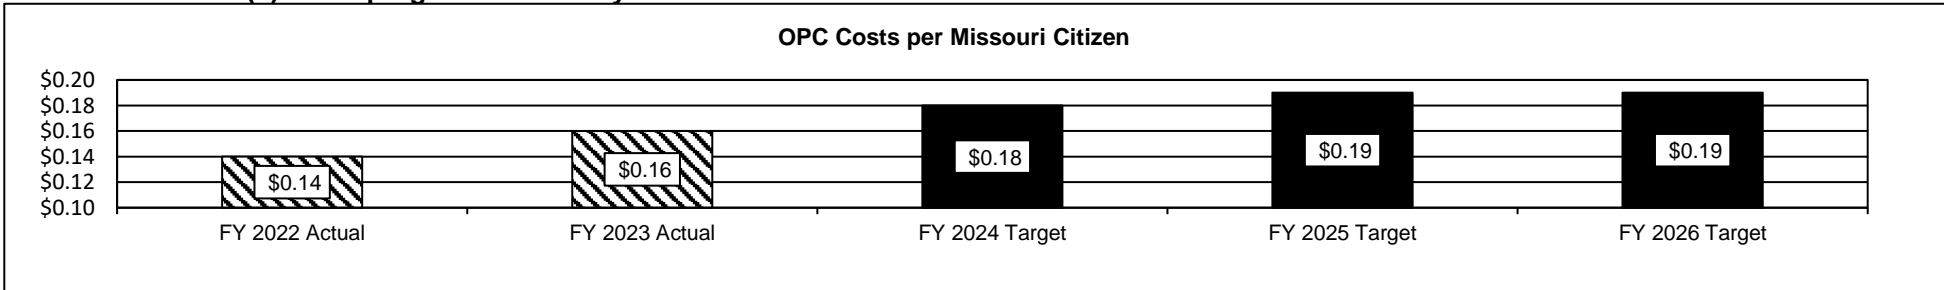 OPC Costs per Missouri Citizen
$0.20
$0.18
$0.16
$0.14
$0.12
$0.10
$0.14
$0.16
$0.18
$0.19
$0.19
FY 2022 Actual
FY 2023 Actual
FY 2024 Target
FY 2025 Target
FY 2026 Target